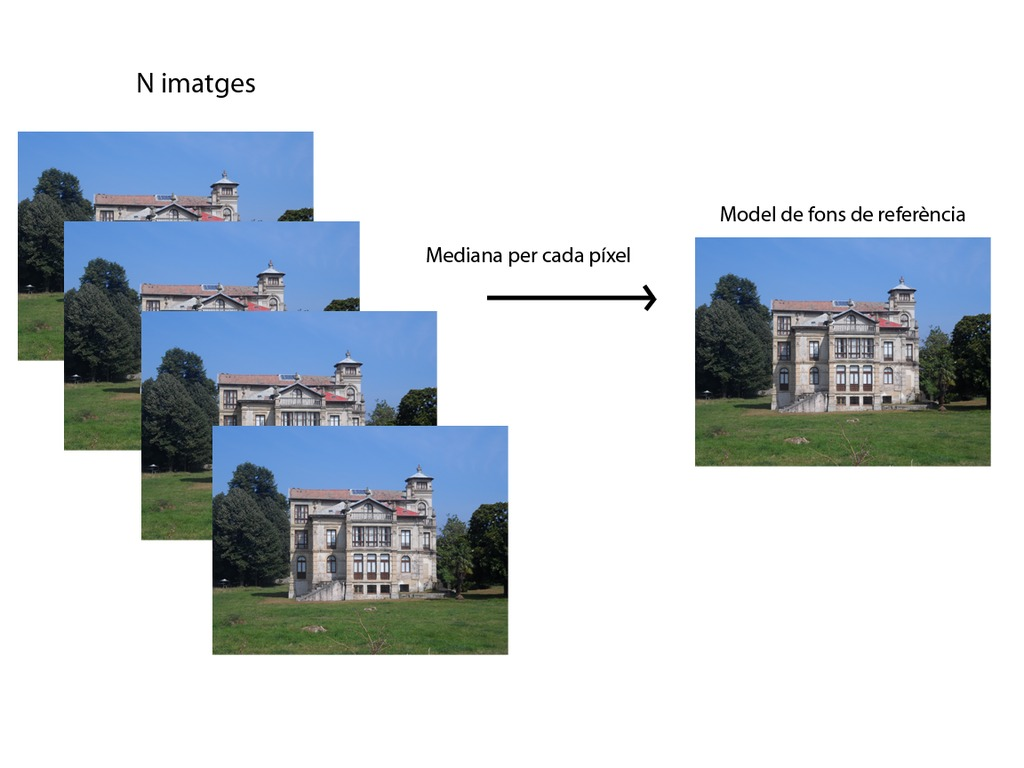 N imatges
Model de fons de referència
Mediana per cada píxel